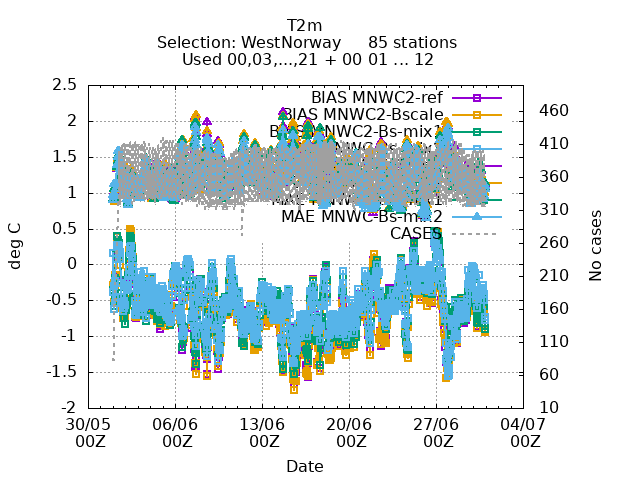 T2m
Selection: WestNorway 85 stations
Used 00,03,...,21 + 00 01 ... 12
BIAS MNWC2-ref
BIAS MNWC2-Bscale
BIAS MNWC2-Bs-mix1
MAE MNWC-Bs-mix2
CASES
deg C
2.5
2
1.5
1
0.5
0
-0.5
-1
-1.5
-2
460
410
360
310
260
210
160
110
60
10
No cases
30/05 06/06 13/06 20/06 27/06 04/07
00Z 00Z 00Z 00Z 00Z 00Z
Date